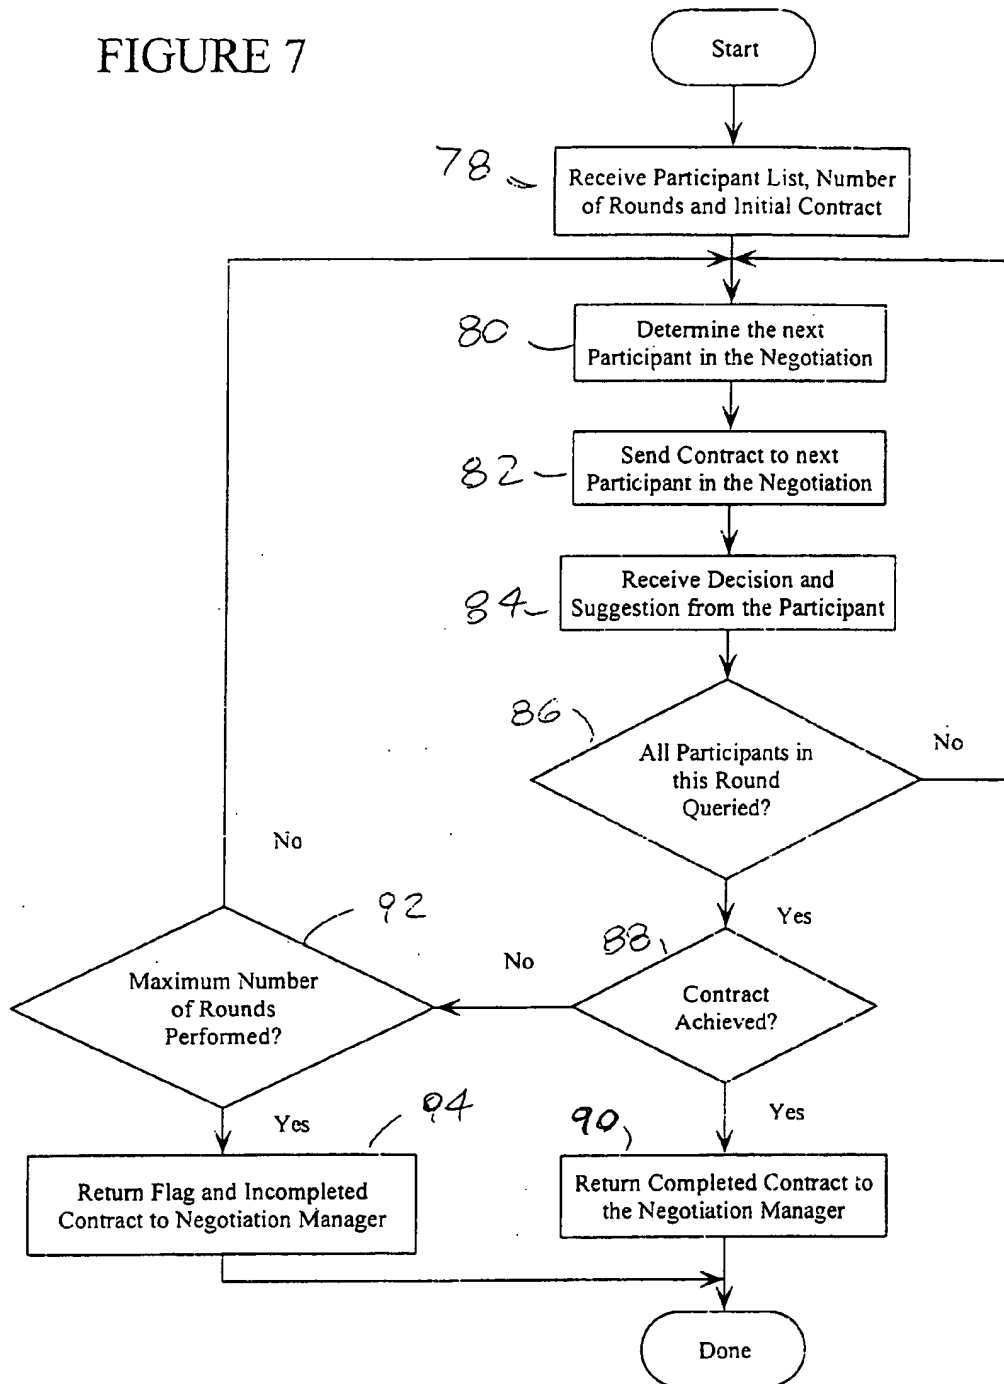 FIGURE 7
Start
78
Receive Participant List, Number
of Rounds and Initial Contract
80
Determine the next
Participant in the Negotiation
82
Send Contract to next
Participant in the Negotiation
84
Receive Decision and
Suggestion from the Participant
86
All Participants in
this Round
Queried?
No
No
Yes
92
88
No
Maximum Number
of Rounds
Performed?
Contract
Achieved?
Yes
94
Yes
90
Return Flag and Incompleted
Contract to Negotiation Manager
Return Completed Contract to
the Negotiation Manager
Done